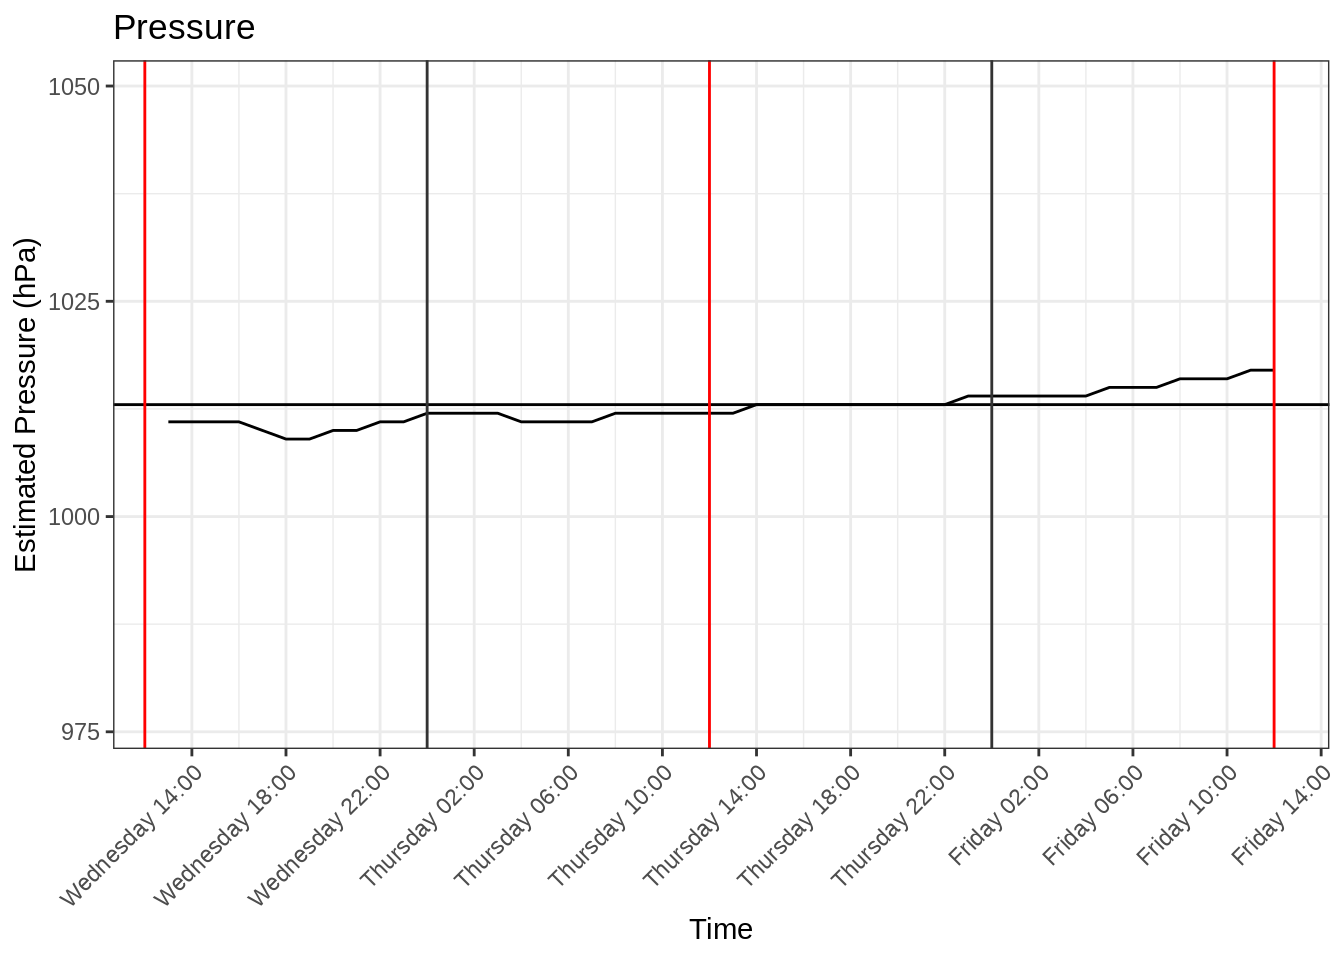 Pressure
Estimated Pressure (hPa)
1050
1025
1000
975
Wednesday 14:00
Wednesday 18:00
Wednesday 22:00
Thursday 02:00
Thursday 06:00
Thursday 10:00
Thursday 14:00
Thursday 18:00
Thursday 22:00
Friday 02:00
Friday 06:00
Friday 10:00
Friday 14:00
Time